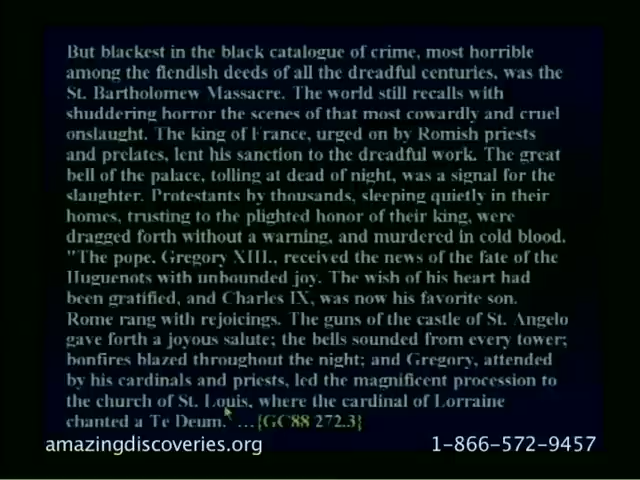 But blackest in the black catalogue of crime, most horrible
among the fiendish deeds of all the dreadful centuries, was the
St. Bartholomew Massacre. The world still recalls with
shuddering horror the scenes of that most cowardly and cruel
onslaught. The king of France, urged on by Romish priests
and prelates, lent his sanction to the dreadful work. The great
bell of the palace, tolling at dead of night, was a signal for the
slaughter. Protestants by thousands, sleeping quietly in their
homes, trusting to the plighted honor of their king, were
dragged forth without a warning, and murdered in cold blood.
"The pope, Gregory XIII., received the news of the fate of the
Huguenots with unbounded joy. The wish of his heart had
been gratified, and Charles IX, was now his favorite son.
Rome rang with rejoicings. The guns of the castle of St. Angelo
gave forth a joyous salute; the bells sounded from every tower;
bonfires blazed throughout the night; and Gregory, attended
by his cardinals and priests, led the magnificent procession to
the church of St. Louis, where the cardinal of Lorraine
chanted a Te Deum.' ...{GC88 272.3}
amazingdiscoveries.org 1-866-572-9457